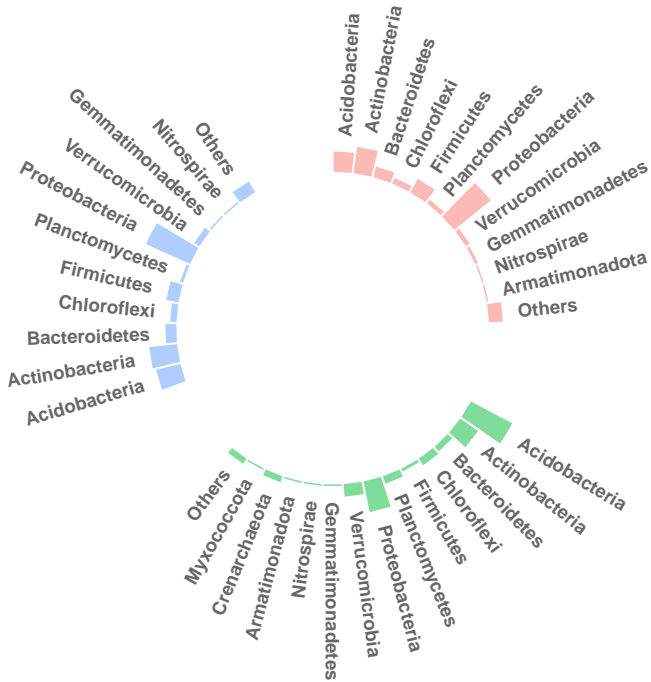 Acidobacteria
Actinobacteria
Bacteroidetes
Chloroflexi
Firmicutes
Planctomycetes
Proteobacteria
Verrucomicrobia
Gemmatimonadetes
Nitrospirae
Armatimonadota
Others
Acidobacteria
Actinobacteria
Bacteroidetes
Chloroflexi
Firmicutes
Planctomycetes
Proteobacteria
Verrucomicrobia
Gemmatimonadetes
Nitrospirae
Armatimonadota
Crenarchaeota
Myxococcota
Others
Acidobacteria
Actinobacteria
Bacteroidetes
Chloroflexi
Firmicutes
Planctomycetes
Proteobacteria
Verrucomicrobia
Gemmatimonadetes
Nitrospirae
Others